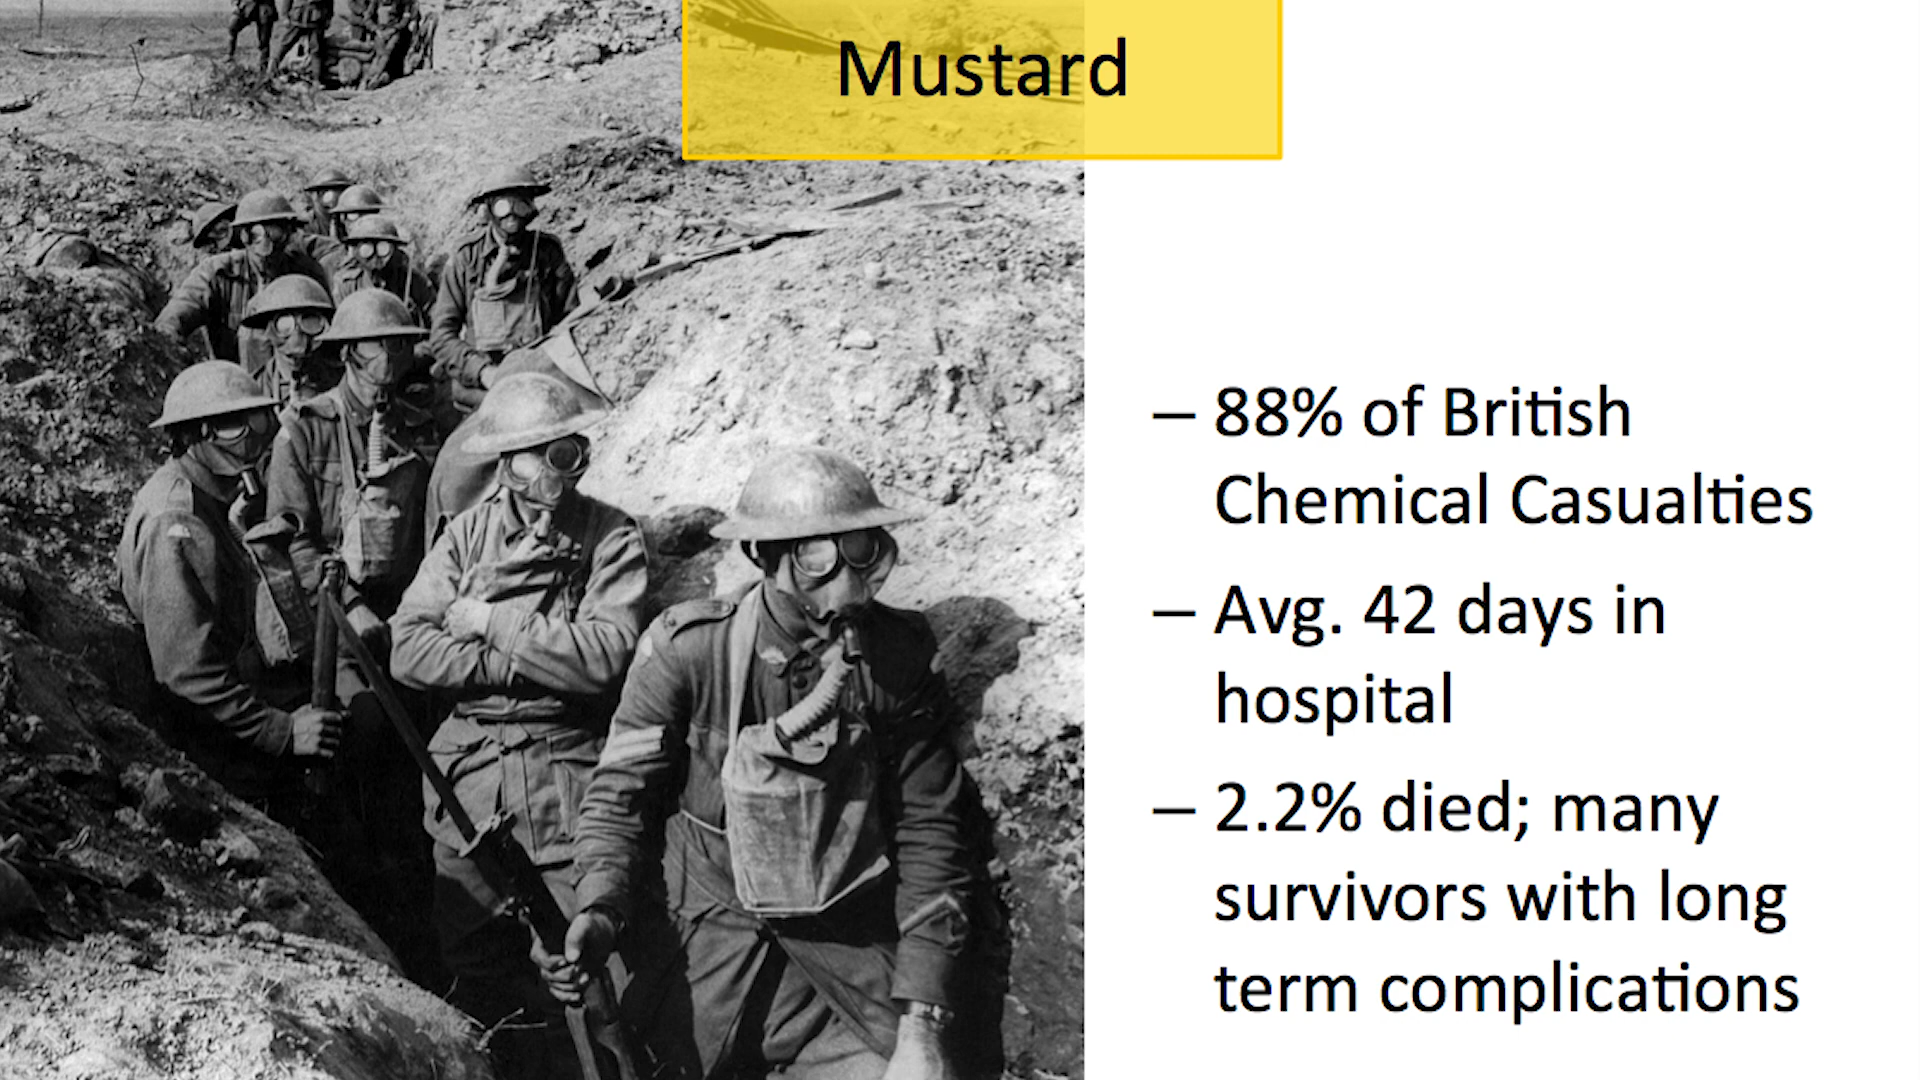 Mustard
– 88% of British
Chemical Casualties
– Avg. 42 days in
hospital
– 2.2% died; many
survivors with long
term complications